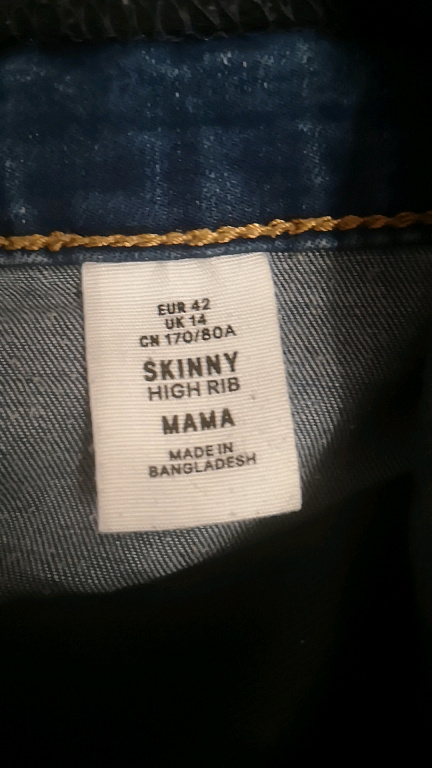 EUR 42
UK 14
CN 170/80A
SKINNY
HIGH RIB
MAMA
MADE IN
BANGLADESH